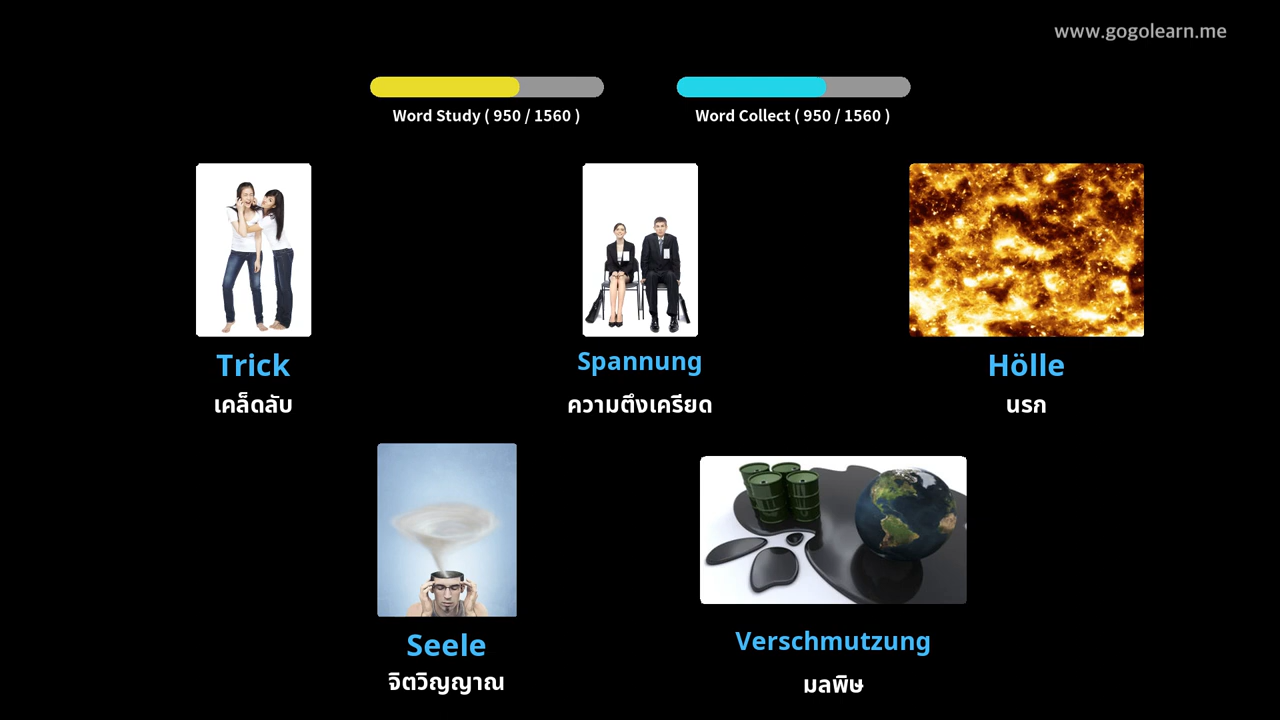 www.gogolearn.me
Word Study ( 950 / 1560 )
Word Collect ( 950 / 1560 )
Trick
เคล็ดลับ
Spannung
ความตึงเครียด
Hölle
นรก
Seele
จิตวิญญาณ
Verschmutzung
มลพิษ